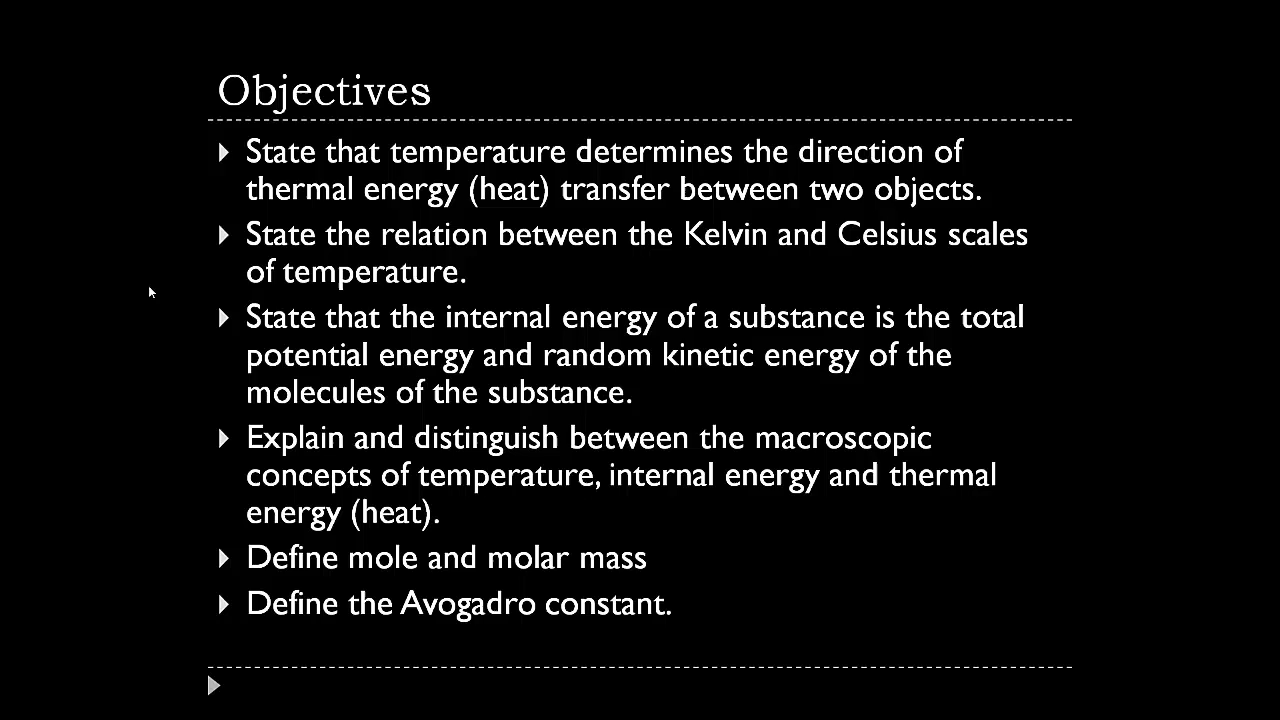 Objectives
State that temperature determines the direction of
thermal energy (heat) transfer between two objects.
State the relation between the Kelvin and Celsius scales
of temperature.
State that the internal energy of a substance is the total
potential energy and random kinetic energy of the
molecules of the substance.
Explain and distinguish between the macroscopic
concepts of temperature, internal energy and thermal
energy (heat).
Define mole and molar mass
Define the Avogadro constant.